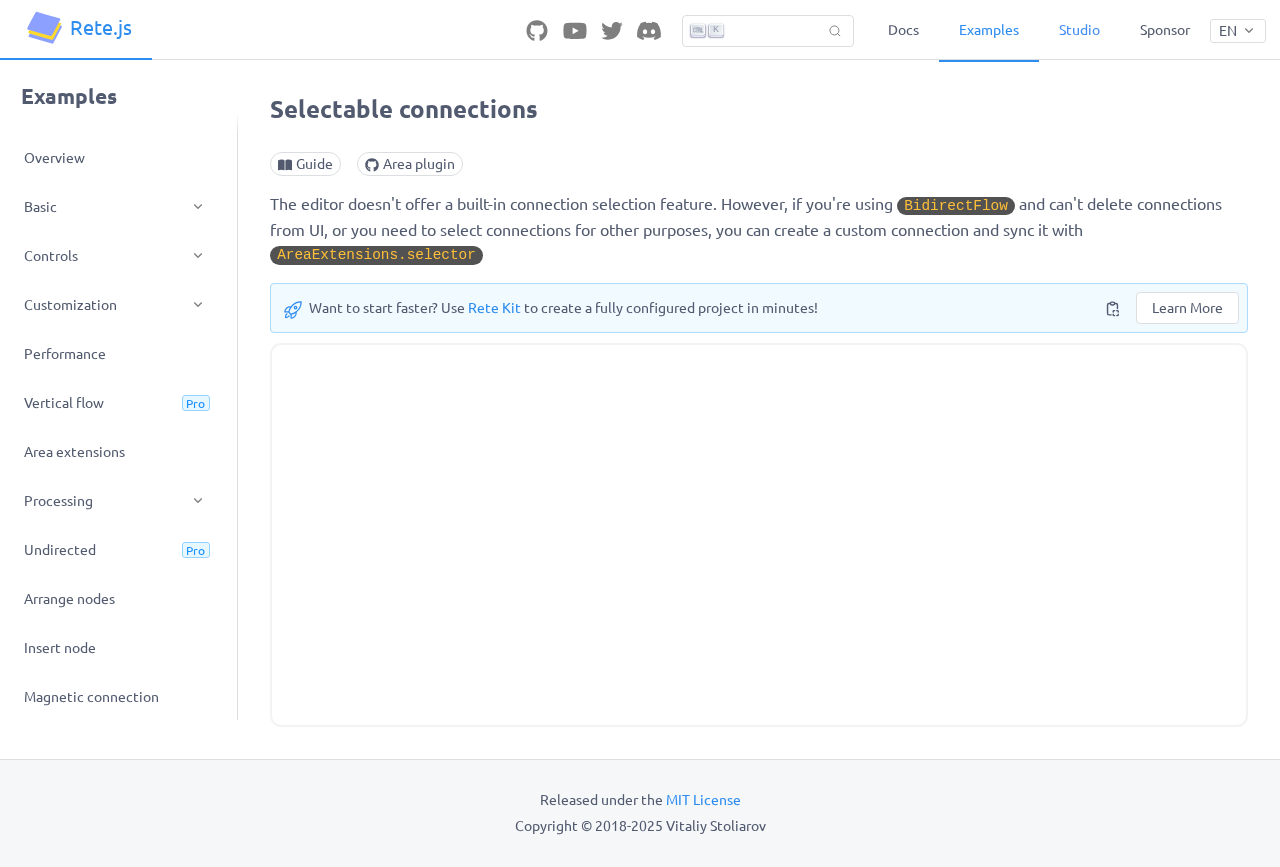 Rete.js
K
Docs
Examples
Studio
Sponsor
EN
Examples
Overview
Basic
Controls
Customization
Performance
Vertical flow
Pro
Area extensions
Processing
Undirected
Pro
Arrange nodes
Insert node
Magnetic connection
Selectable connections
Guide
Area plugin
The editor doesn't offer a built-in connection selection feature. However, if you're using BidirectFlow and can't delete connections
from UI, or you need to select connections for other purposes, you can create a custom connection and sync it with
AreaExtensions.selector
Want to start faster? Use Rete Kit to create a fully configured project in minutes!
Learn More
Released under the MIT License
Copyright © 2018-2025 Vitaliy Stoliarov